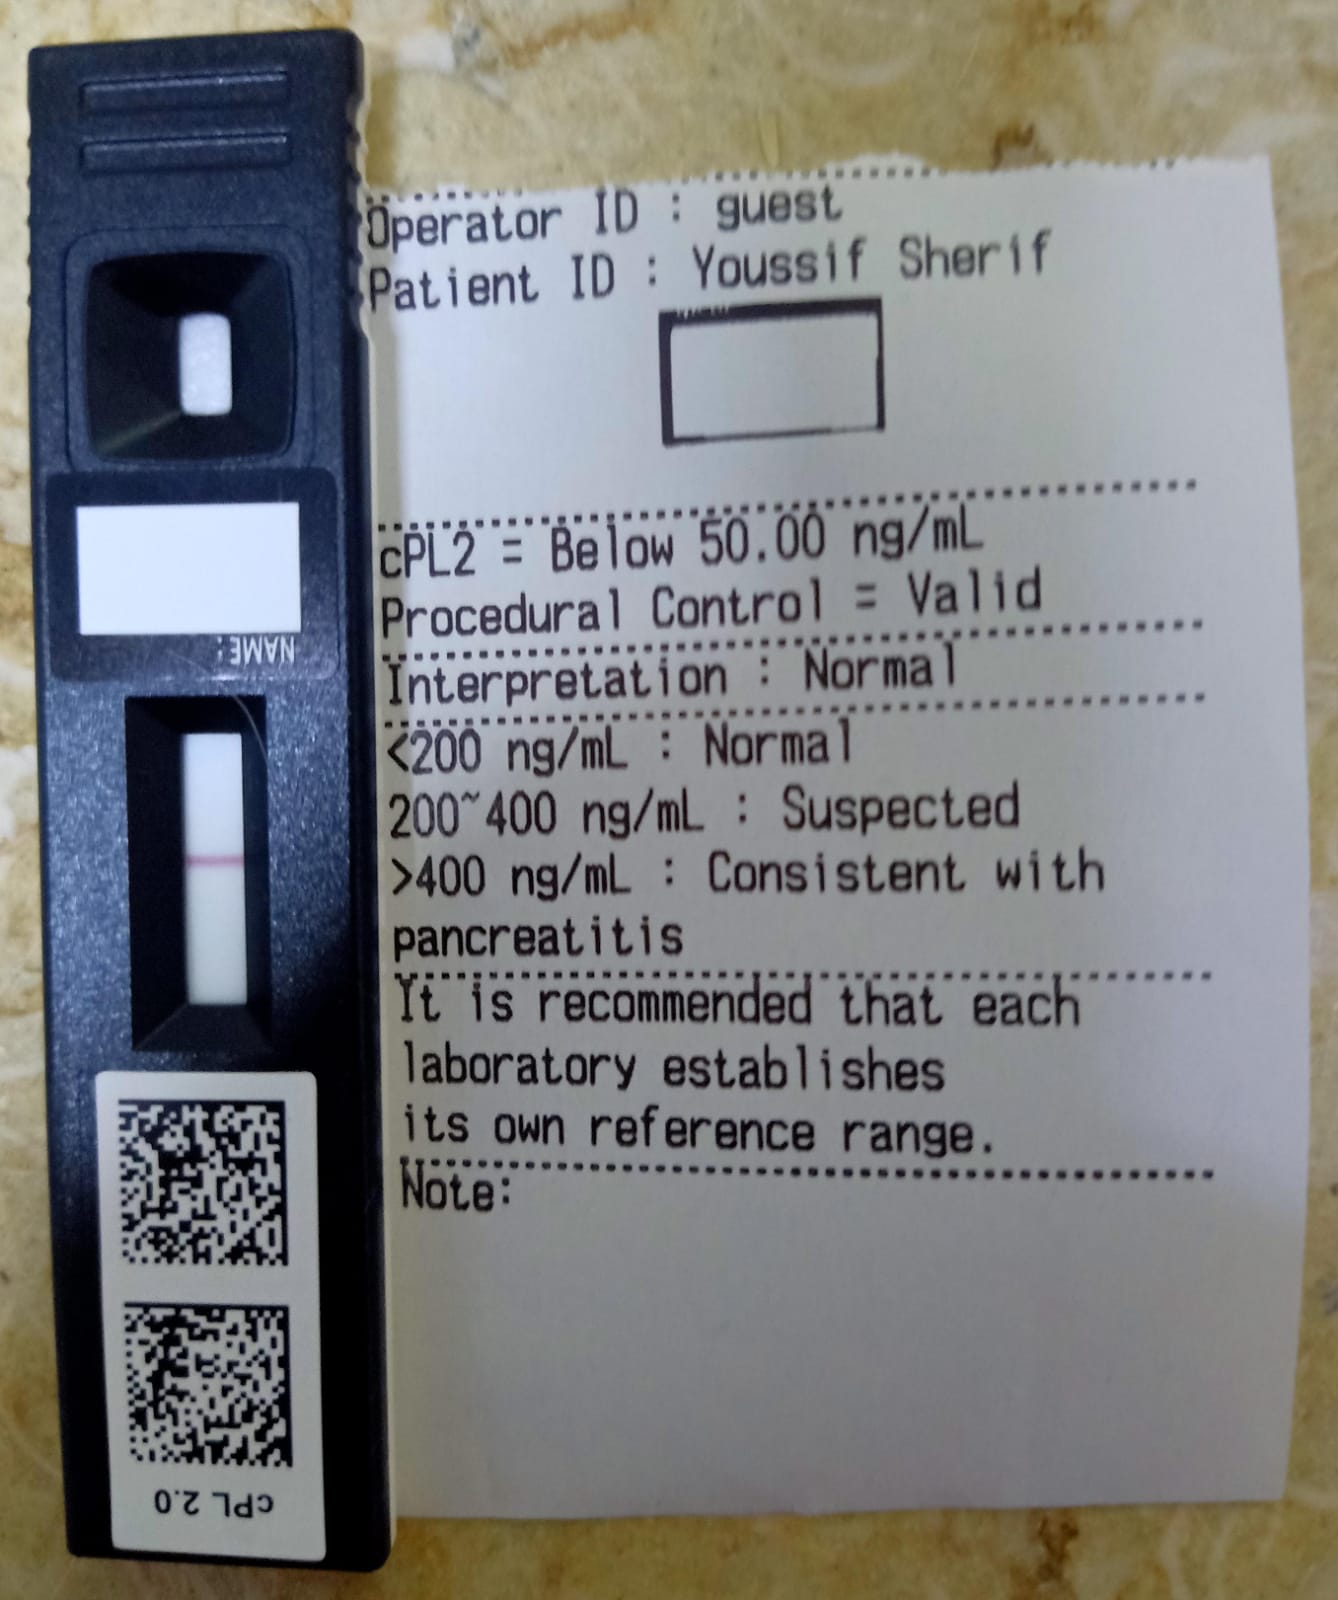 Operator ID : guest
Patient ID : Youssif Sherif
cPL2 = Below 50.00 ng/mL
Procedural Control = Valid
Interpretation : Normal
<200 ng/mL : Normal
200~400 ng/mL : Suspected
>400 ng/mL : Consistent with
pancreatitis
It is recommended that each
laboratory establishes
its own reference range.
Note:
NAME:
cPL 2.0